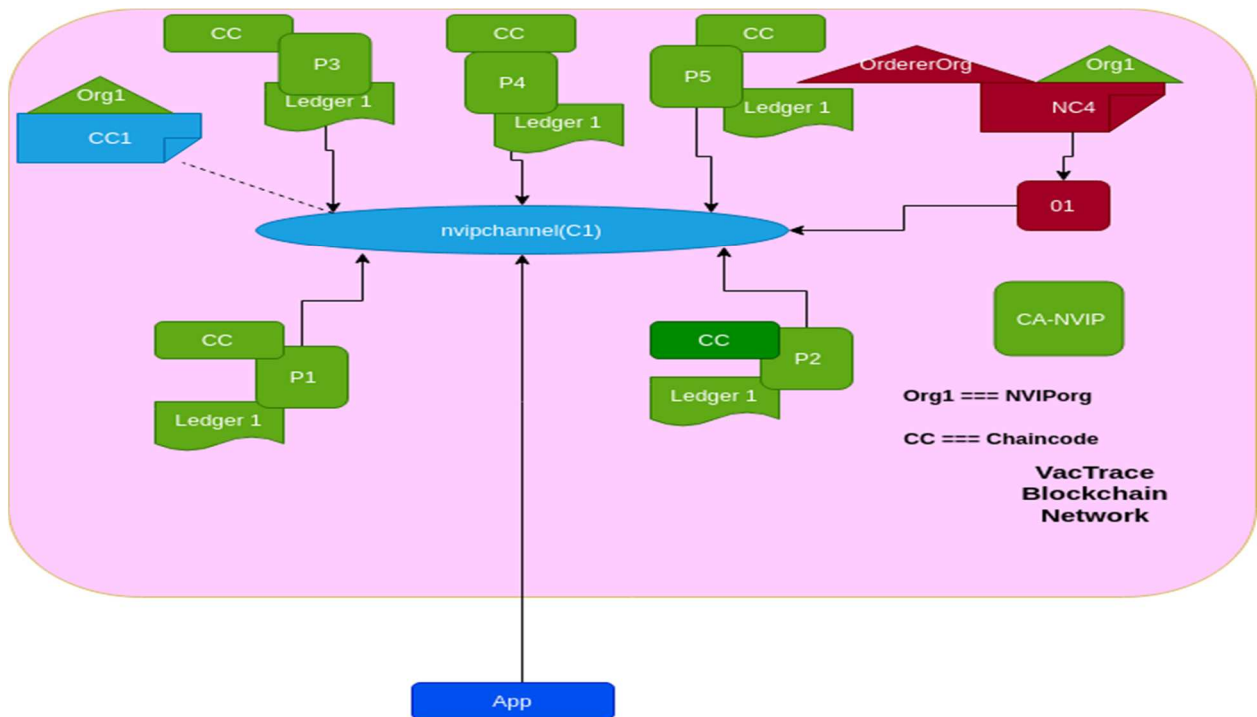 CC
CC
CC
P3
P4
P5
OrdererOrg
Org1
Org1
CC1
Ledger 1
Ledger 1
Ledger 1
NC4
01
nvipchannel(C1)
CA-NVIP
CC
P1
Ledger 1
CC
P2
Ledger 1
Org1 === NVIPorg
CC === Chaincode
VacTrace
Blockchain
Network
App